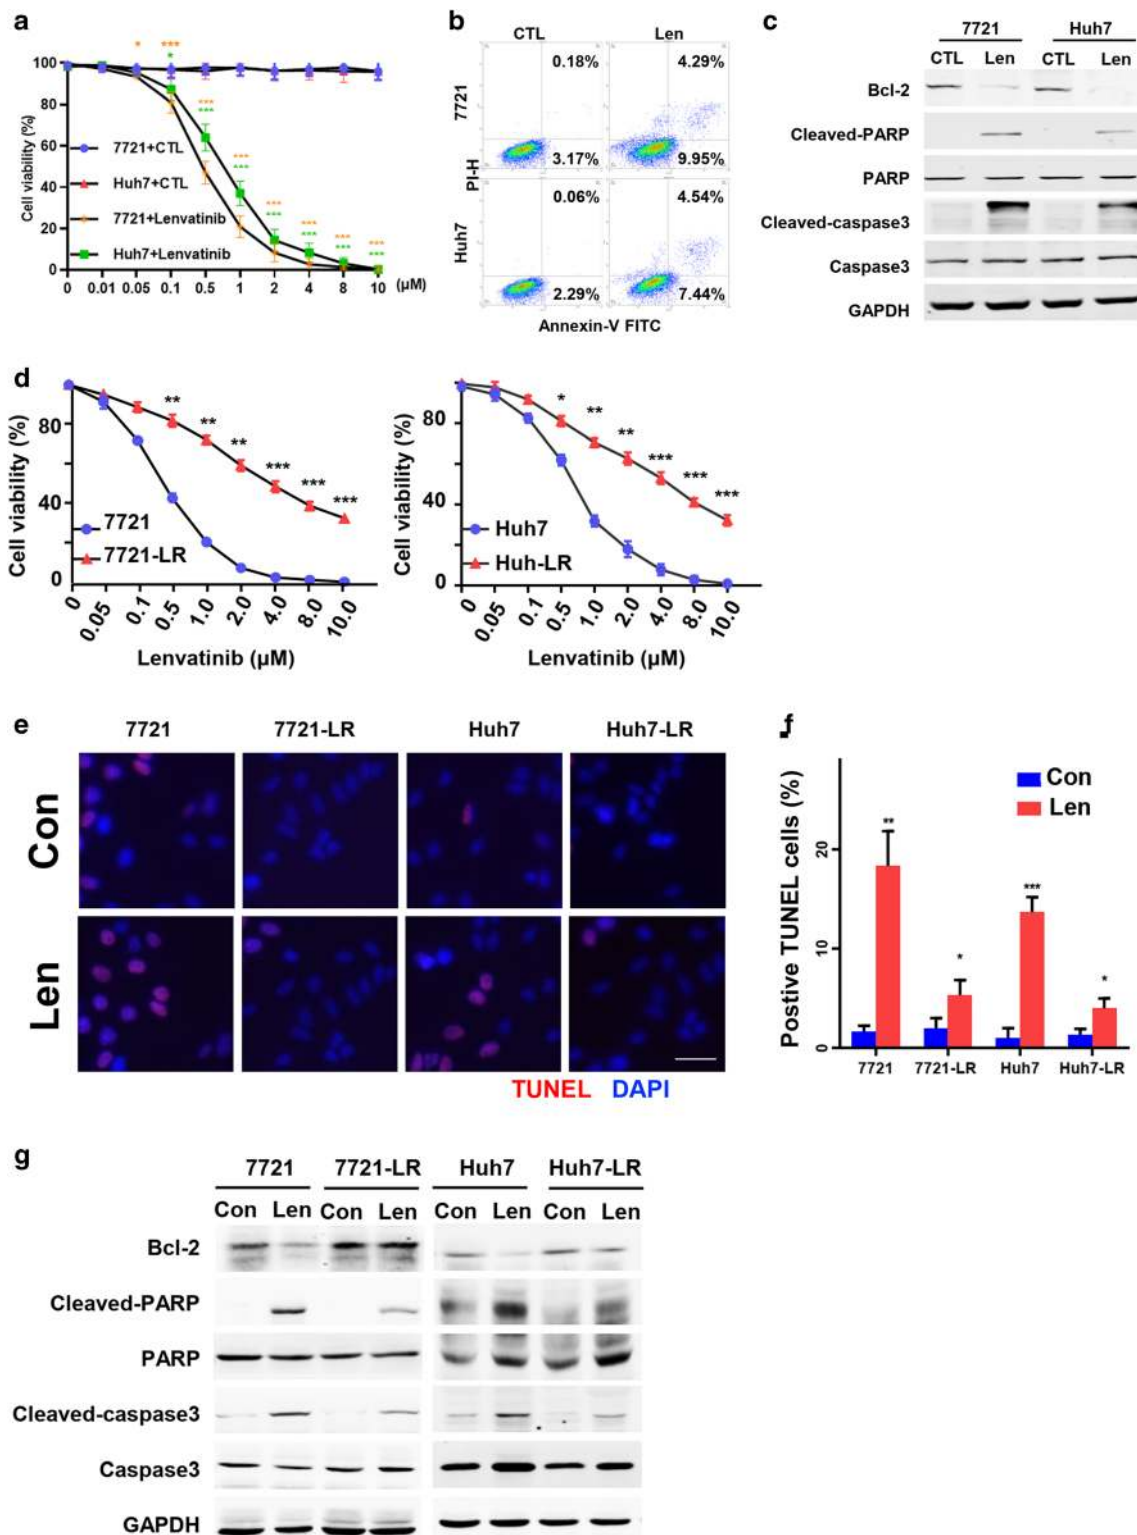 a
*
***
*
***
***
***
***
***
***
***
***
***
***
***
***
100
80
60
40
20
0
Cell viability (%)
7721+CTL
Huh7+CTL
7721+Lenvatinib
Huh7+Lenvatinib
0 0.01 0.05 0.1 0.5 1 2 4 8 10 (μM)
b
CTL Len
7721
0.18% 4.29%
3.17% 9.95%
PI-H
Huh7
0.06% 4.54%
2.29% 7.44%
Annexin-V FITC
c
7721 Huh7
CTL Len CTL Len
Bcl-2
Cleaved-PARP
PARP
Cleaved-caspase3
Caspase3
GAPDH
d
Cell viability (%)
80
40
0
** ** ** *** *** ***
7721
7721-LR
0 0.05 0.1 0.5 1.0 2.0 4.0 8.0 10.0
Lenvatinib (μM)
Cell viability (%)
80
40
0
* ** ** *** *** ***
Huh7
Huh-LR
0 0.05 0.1 0.5 1.0 2.0 4.0 8.0 10.0
Lenvatinib (μM)
e
7721 7721-LR Huh7 Huh7-LR
Con
Len
TUNEL DAPI
f
Postive TUNEL cells (%)
20
10
0
Con
Len
** * *** *
7721 7721-LR Huh7 Huh7-LR
g
7721 7721-LR Huh7 Huh7-LR
Con Len Con Len Con Len Con Len
Bcl-2
Cleaved-PARP
PARP
Cleaved-caspase3
Caspase3
GAPDH